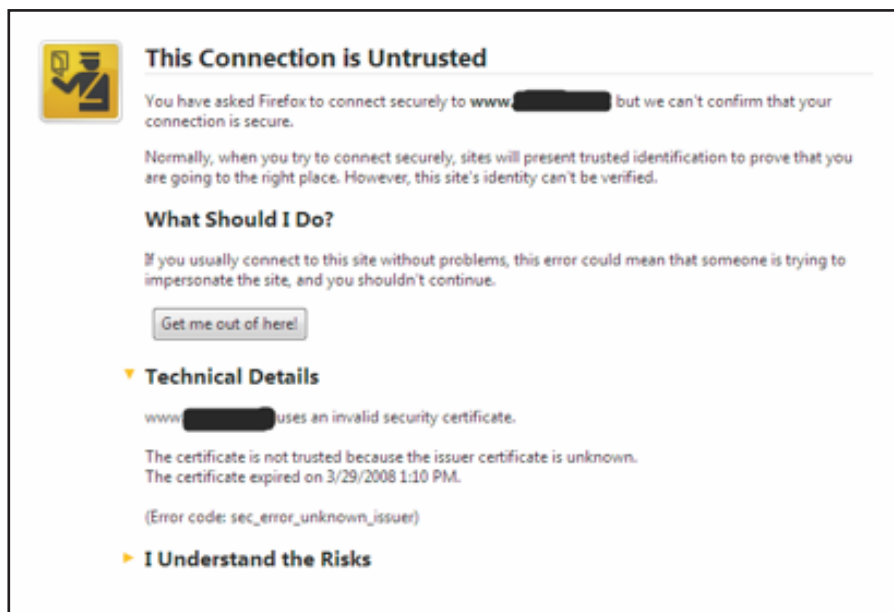 This Connection is Untrusted
You have asked Firefox to connect securely to www. but we can't confirm that your
connection is secure.
Normally, when you try to connect securely, sites will present trusted identification to prove that you
are going to the right place. However, this site's identity can't be verified.
What Should I Do?
If you usually connect to this site without problems, this error could mean that someone is trying to
impersonate the site, and you shouldn't continue.
Get me out of here!
Technical Details
www uses an invalid security certificate.
The certificate is not trusted because the issuer certificate is unknown.
The certificate expired on 3/29/2008 1:10 PM.
(Error code: sec_error_unknown_issuer)
I Understand the Risks